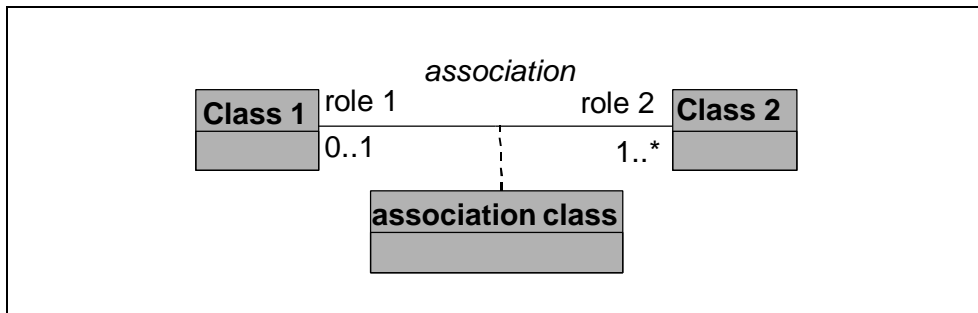 association
role 1
role 2
Class 1
Class 2
0..1
1..*
association class